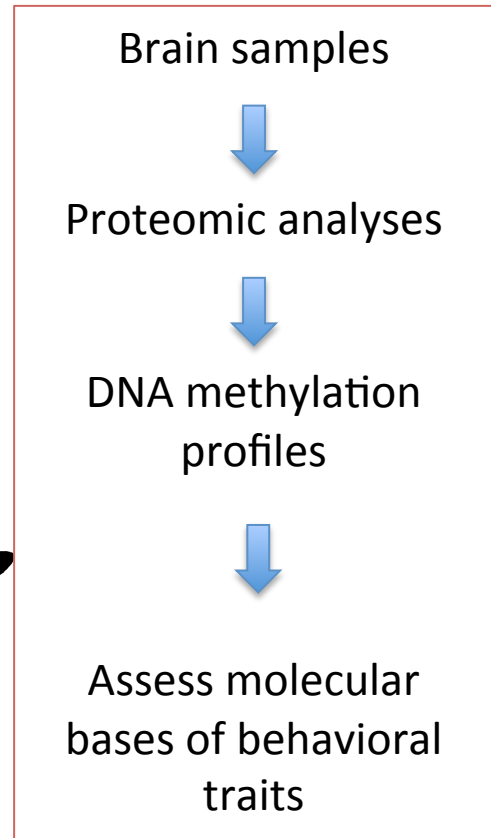 Brain samples
Proteomic analyses
DNA methylation
profiles
Assess molecular
bases of behavioral
traits